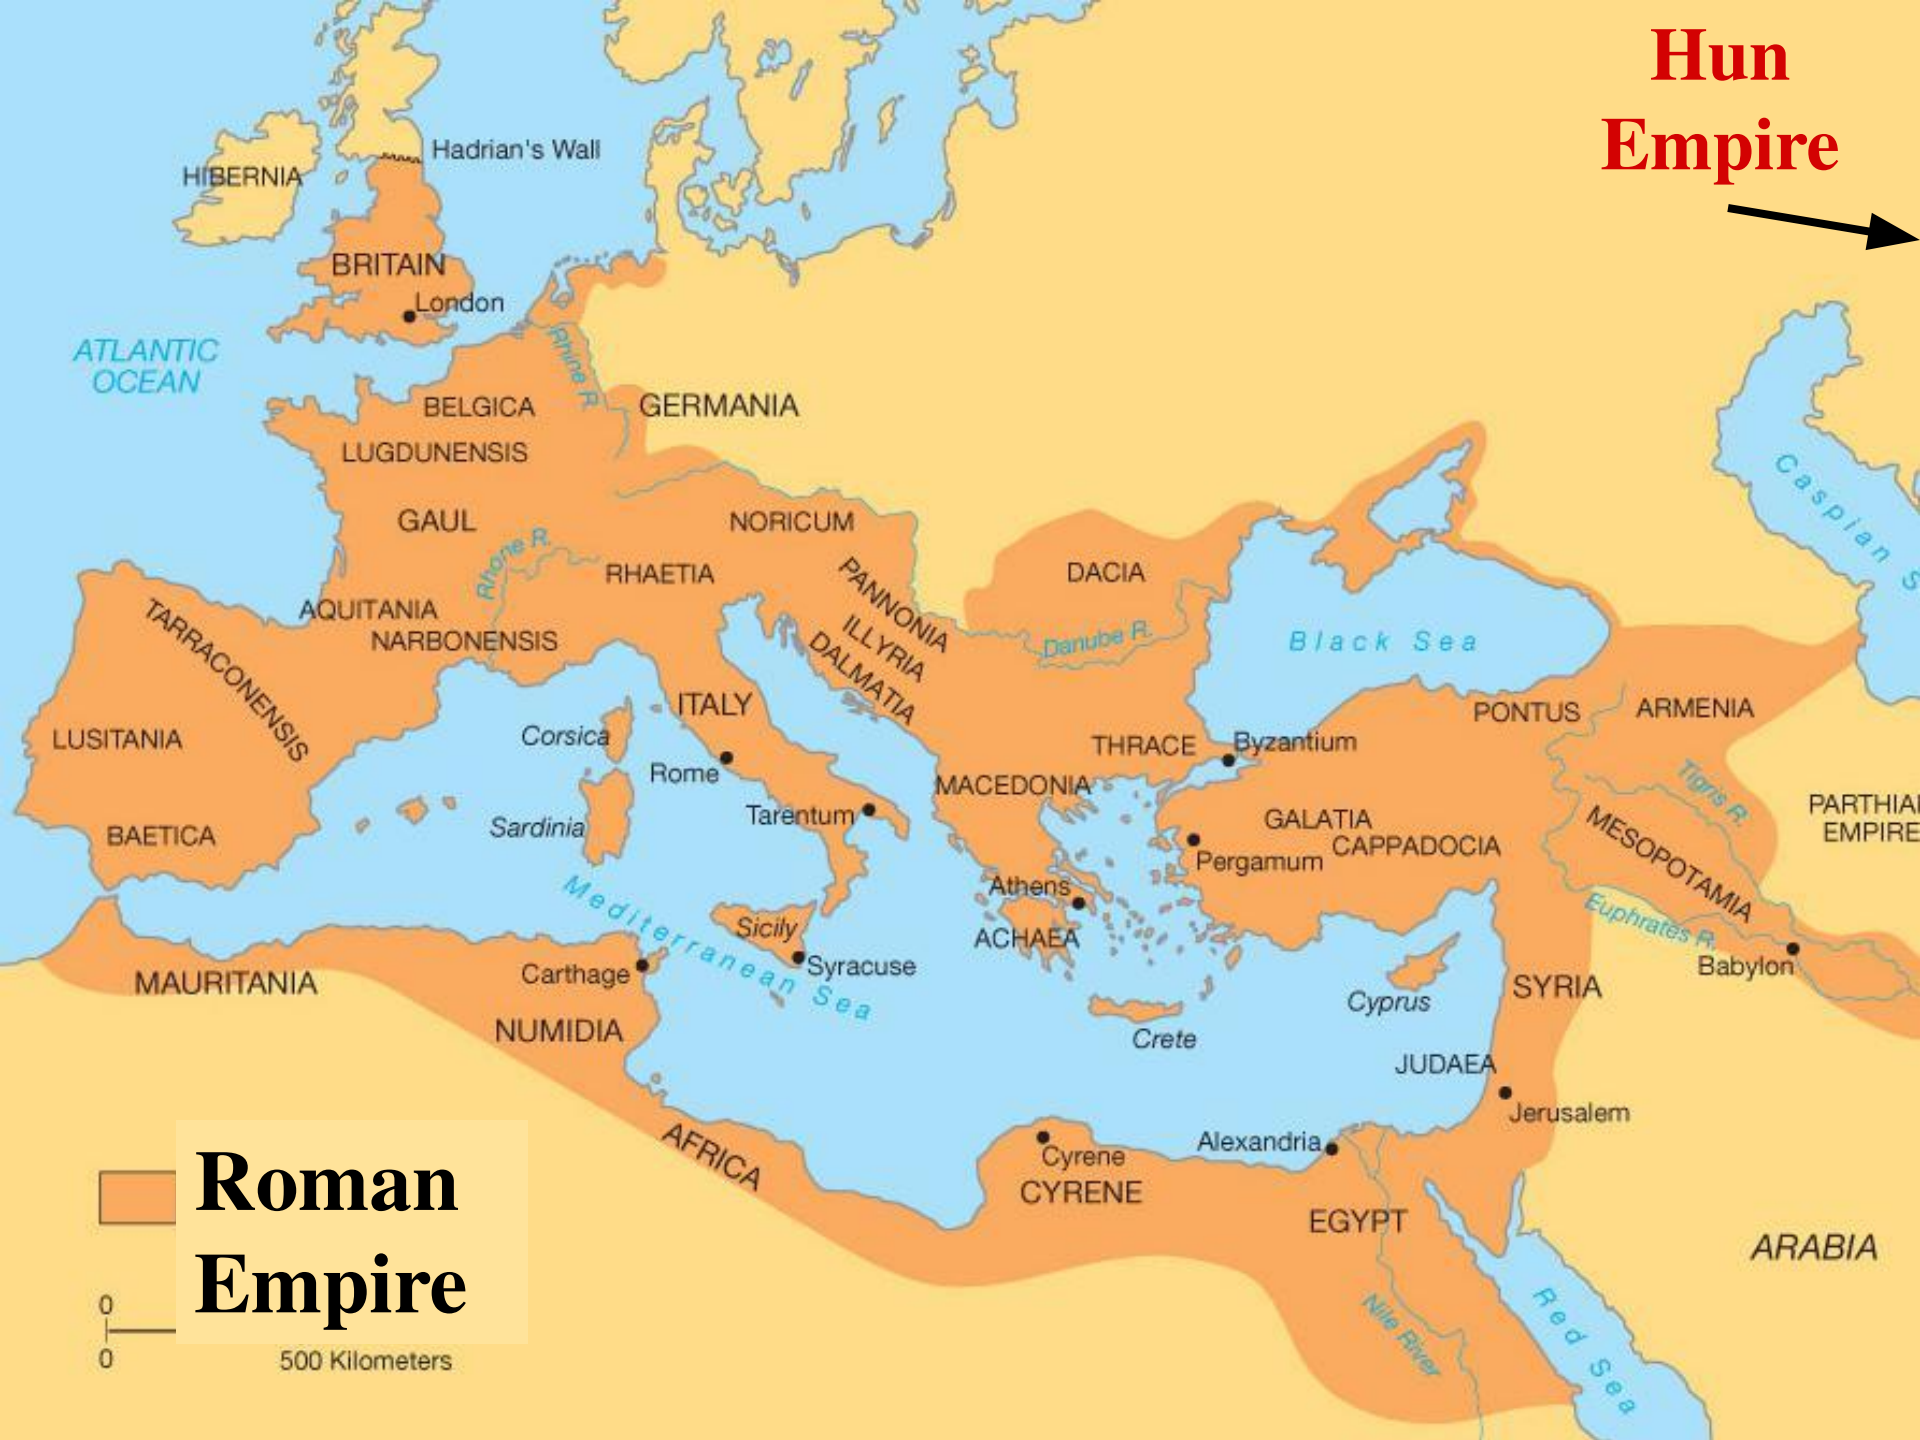 Hun
Empire
Hadrian's Wall
HIBERNIA
BRITAIN
London
ATLANTIC
OCEAN
Rhine R.
BELGICA
GERMANIA
LUGDUNENSIS
Caspian S
GAUL
NORICUM
Rhone R.
RHAETIA
DACIA
PANNONIA
AQUITANIA
TARRACONENSIS
NARBONENSIS
ILLYRIA
DALMATIA
Danube R.
Black Sea
ITALY
LUSITANIA
Corsica
Rome
THRACE
Byzantium
PONTUS
ARMENIA
MACEDONIA
Tigris R.
PARTHIAN
EMPIRE
BAETICA
Sardinia
Tarentum
GALATIA
CAPPADOCIA
MESOPOTAMIA
Pergamum
Athens
Mediterranean Sea
Sicily
ACHAEA
Euphrates R.
Babylon
MAURITANIA
Carthage
Syracuse
SYRIA
Cyprus
NUMIDIA
Crete
JUDAEA
Jerusalem
AFRICA
Cyrene
Alexandria
CYRENE
EGYPT
ARABIA
Roman
Empire
Nile River
Red Sea
0
0
500 Kilometers